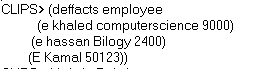 CLIPS> (deffacts employee
(e khaled computerscience 9000)
(e hassan Bilogy 2400)
(E Kamal 50123))